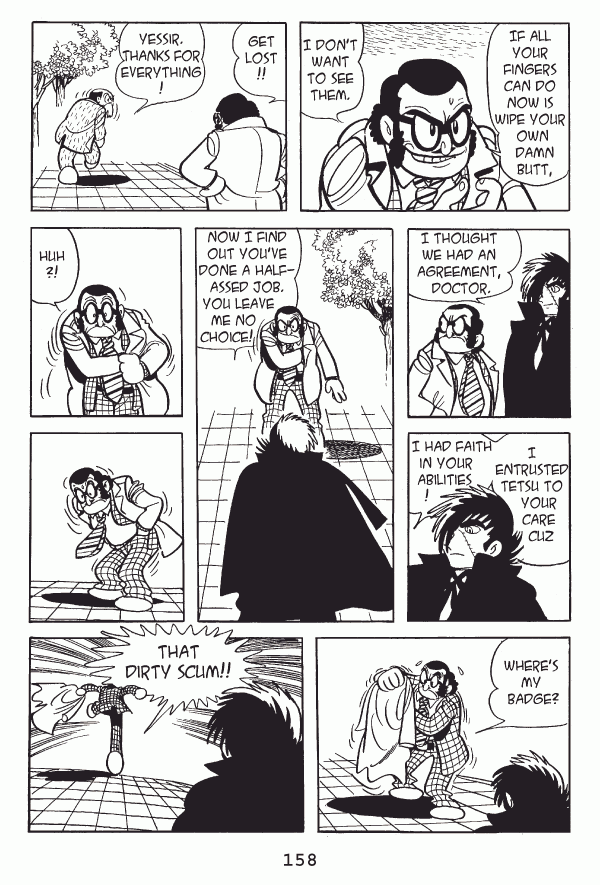 IF ALL
YOUR
FINGERS
CAN DO
NOW IS
WIPE YOUR
OWN
DAMN
BUTT,
I DON'T
WANT
TO SEE
THEM.
GET
LOST
!!
YESSIR.
THANKS FOR
EVERYTHING
!
I THOUGHT
WE HAD AN
AGREEMENT,
DOCTOR.
I
ENTRUSTED
TETSU TO
YOUR
CARE
CUZ
I HAD FAITH
IN YOUR
ABILITIES
!
NOW I FIND
OUT YOU'VE
DONE A HALF-
ASSED JOB.
YOU LEAVE
ME NO
CHOICE!
HUH
?!
WHERE'S
MY
BADGE?
THAT
DIRTY SCUM!!
158